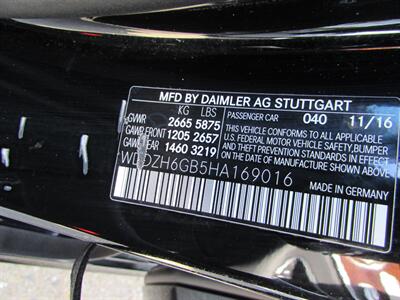 MFD BY DAIMLER AG STUTTGART
KG LBS
GVWR 2665 5875
GAWR FRONT 1205 2657
GAWR REAR 1460 3219
PASSENGER CAR 040 11/16
THIS VEHICLE CONFORMS TO ALL APPLICABLE
U.S. FEDERAL MOTOR VEHICLE SAFETY, BUMPER
AND THEFT PREVENTION STANDARDS IN EFFECT
ON THE DATE OF MANUFACTURE SHOWN ABOVE.
WDDZH6GB5HA169016
MADE IN GERMANY